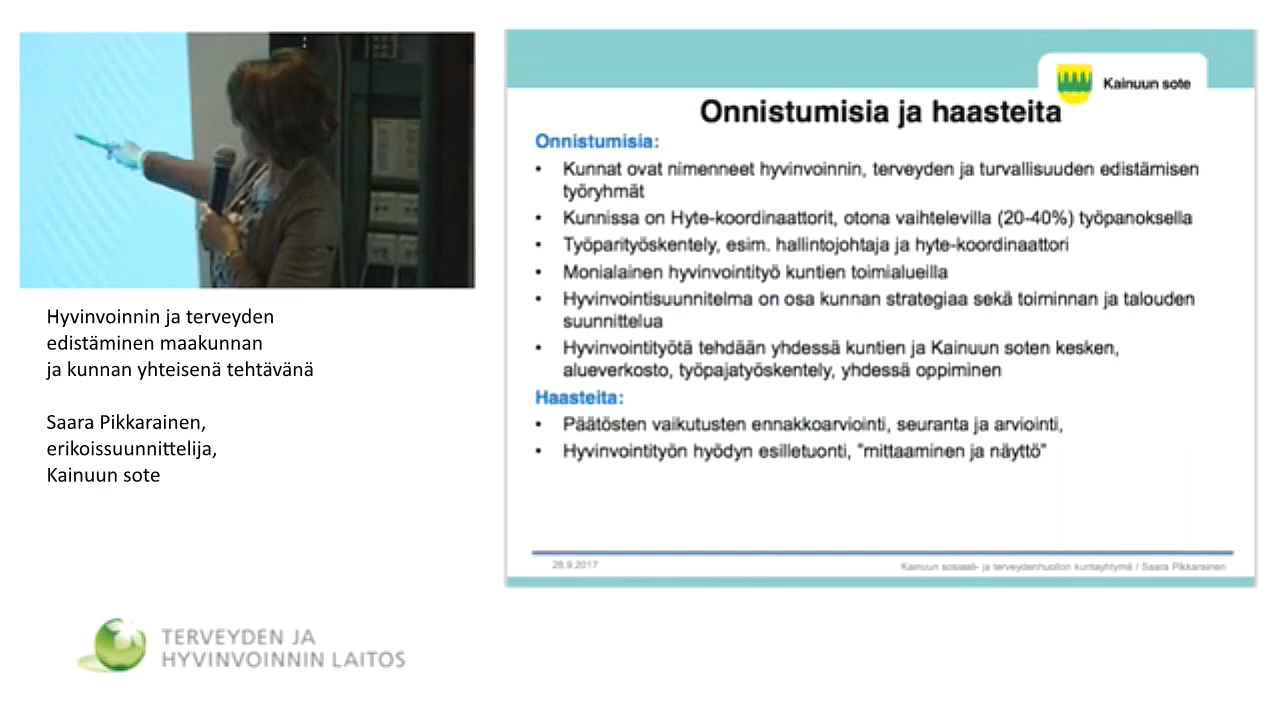 Hyvinvoinnin ja terveyden
edistäminen maakunnan
ja kunnan yhteisenä tehtävänä
Saara Pikkarainen,
erikoissuunnittelija,
Kainuun sote
TERVEYDEN JA
HYVINVOINNIN LAITOS
Kainuun sote
Onnistumisia ja haasteita
Onnistumisia:
• Kunnat ovat nimenneet hyvinvoinnin, terveyden ja turvallisuuden edistämisen
työryhmät
• Kunnissa on Hyte-koordinaattorit, otona vaihtelevilla (20-40%) työpanoksella
• Työparityöskentely, esim. hallintojohtaja ja hyte-koordinaattori
• Monialainen hyvinvointityö kuntien toimialueilla
• Hyvinvointisuunnitelma on osa kunnan strategiaa sekä toiminnan ja talouden
suunnittelua
• Hyvinvointityötä tehdään yhdessä kuntien ja Kainuun soten kesken,
alueverkosto, työpajatyöskentely, yhdessä oppiminen
Haasteita:
• Päätösten vaikutusten ennakkoarviointi, seuranta ja arviointi,
• Hyvinvointityön hyödyn esilletuonti, ”mittaaminen ja näyttö”
28.9.2017
Kainuun sosiaali- ja terveydenhuollon kuntayhtymä / Saara Pikkarainen